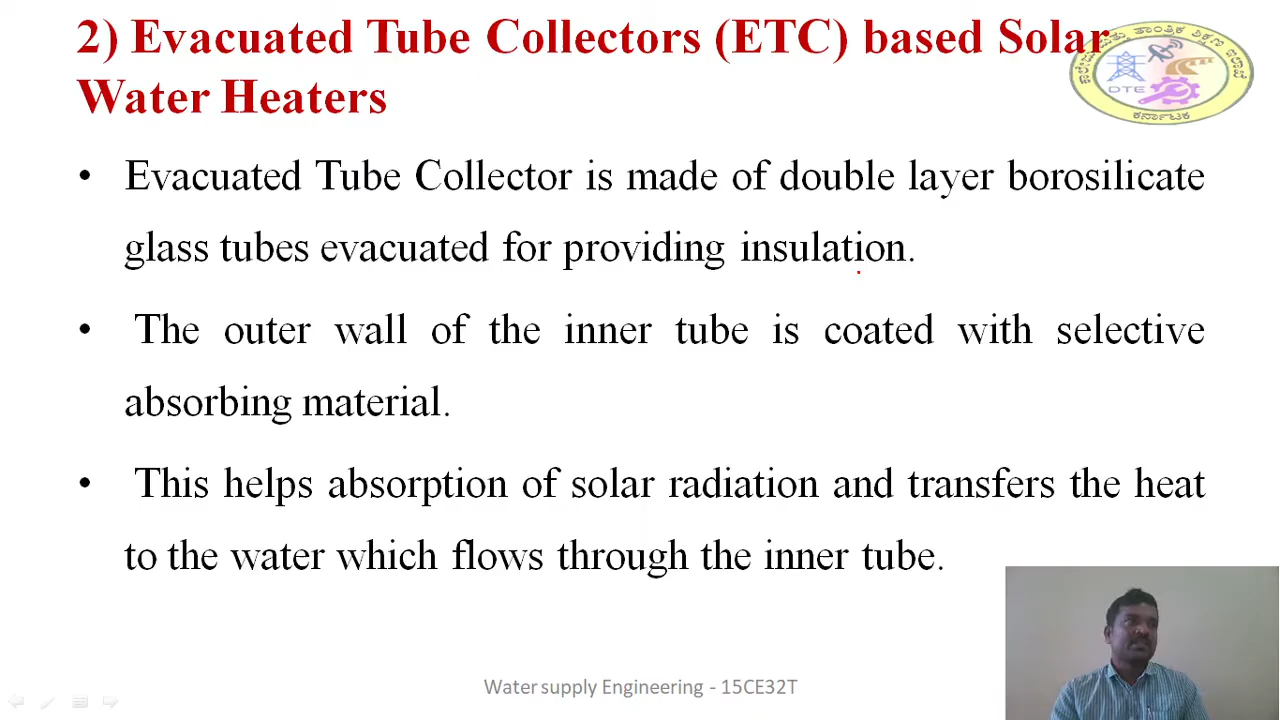 2) Evacuated Tube Collectors (ETC) based Solar
Water Heaters
DTE
ಕರ್ನಾಟಕ
• Evacuated Tube Collector is made of double layer borosilicate
glass tubes evacuated for providing insulation.
• The outer wall of the inner tube is coated with selective
absorbing material.
• This helps absorption of solar radiation and transfers the heat
to the water which flows through the inner tube.
Water supply Engineering - 15CE32T